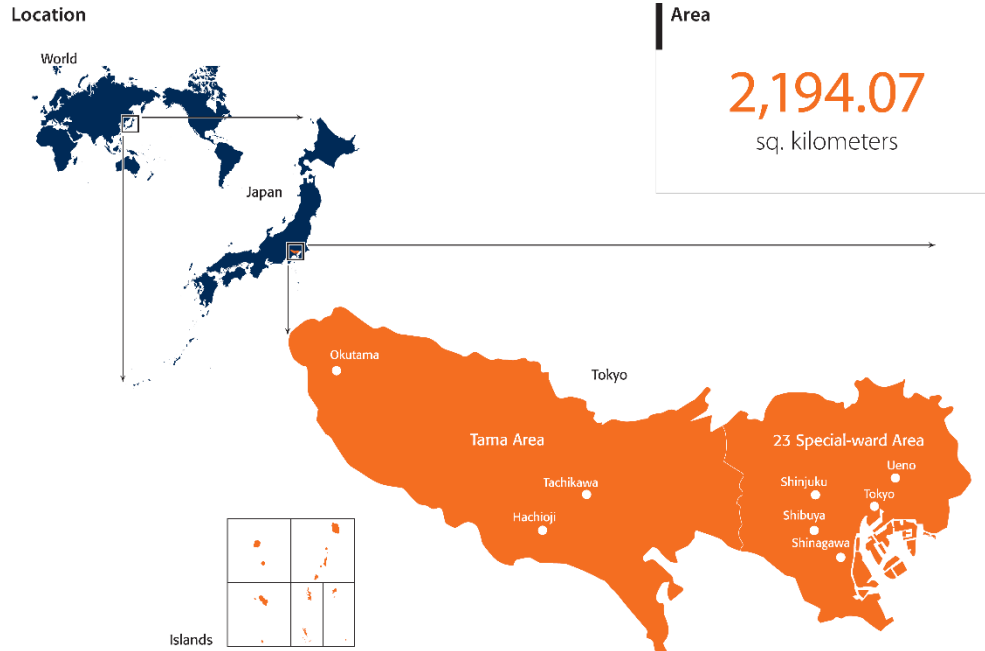 Location
World
Japan
Area
2,194.07
sq. kilometers
Tokyo
Okutama
Tama Area
Tachikawa
Hachioji
23 Special-ward Area
Ueno
Shinjuku
Tokyo
Shibuya
Shinagawa
Islands